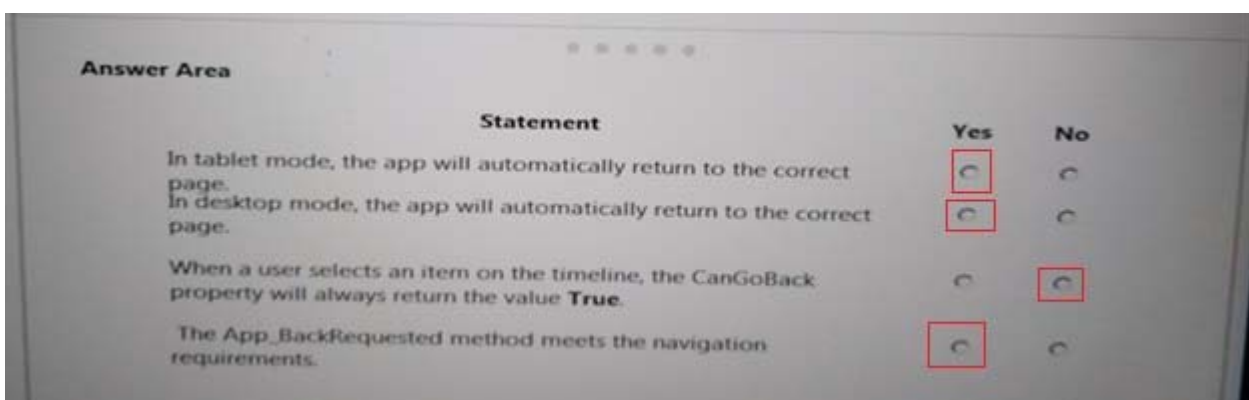 Answer Area
Statement Yes No
In tablet mode, the app will automatically return to the correct
page.
In desktop mode, the app will automatically return to the correct
page.
When a user selects an item on the timeline, the CanGoBack
property will always return the value True.
The App_BackRequested method meets the navigation
requirements.